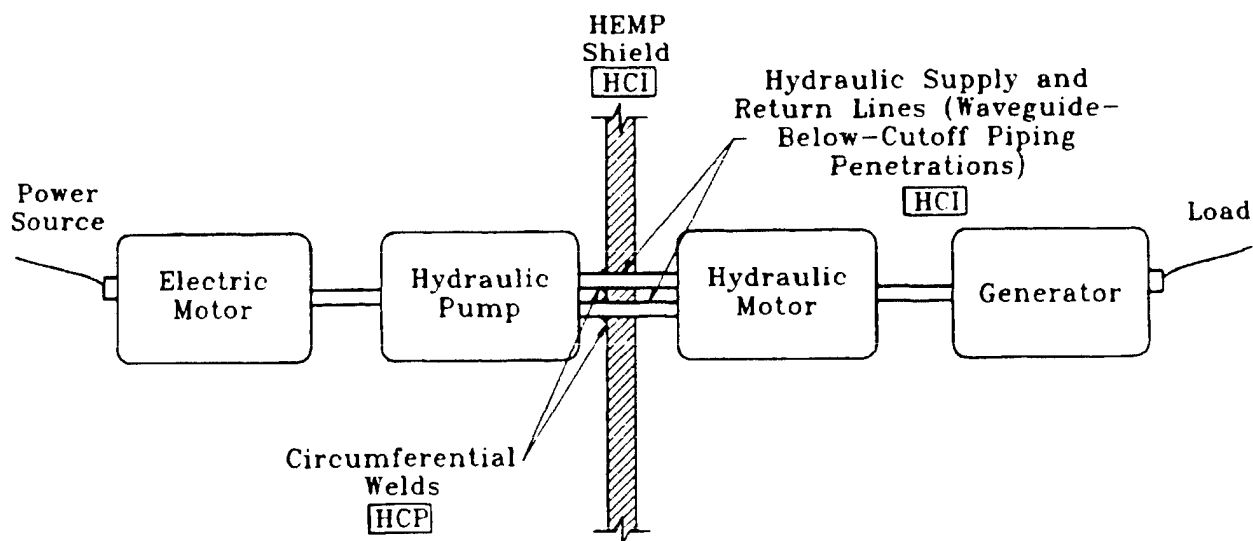 HEMP
Shield
HCI
Hydraulic Supply and
Return Lines (Waveguide-
Below-Cutoff Piping
Penetrations)
HCI
Power
Source
Load
Electric
Motor
Hydraulic
Pump
Hydraulic
Motor
Generator
Circumferential
Welds
HCP